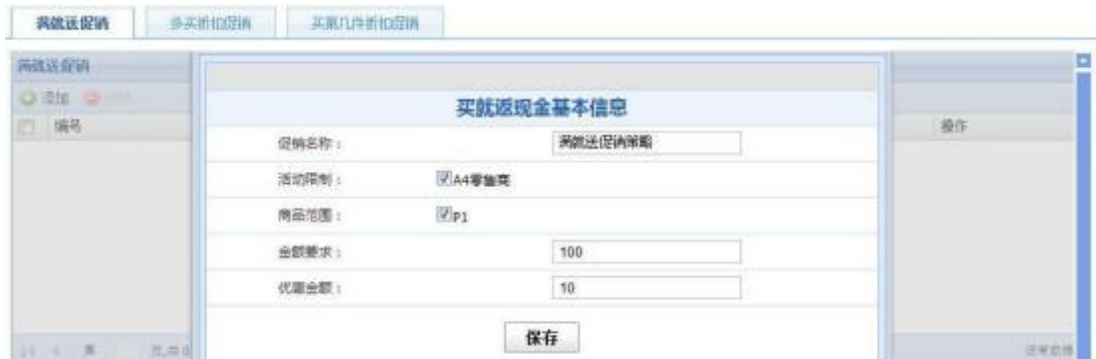 满就送促销 多买折扣促销 买第几件折扣促销
满就送促销
添加
编号 操作
买就返现金基本信息
促销名称： 满就送促销策略
活动限制： A4零售商
商品范围： P1
金额要求： 100
优惠金额： 10
保存
页,共0